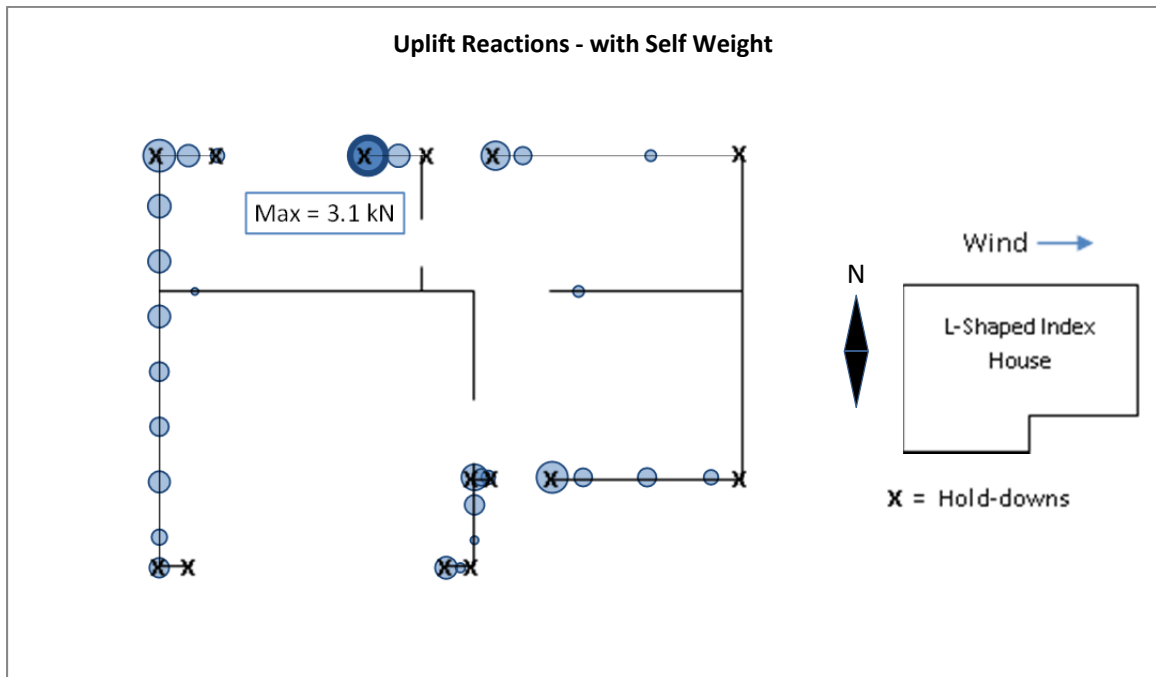 Uplift Reactions - with Self Weight
X X X X X X
Max = 3.1 kN
Wind
N
L-Shaped Index
House
X X X X
X = Hold-downs
X X X X